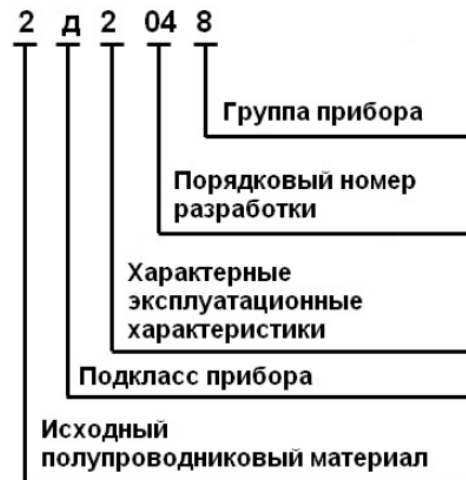 2 д 2 04 8
Группа прибора
Порядковый номер
разработки
Характерные
эксплуатационные
характеристики
Подкласс прибора
Исходный
полупроводниковый материал